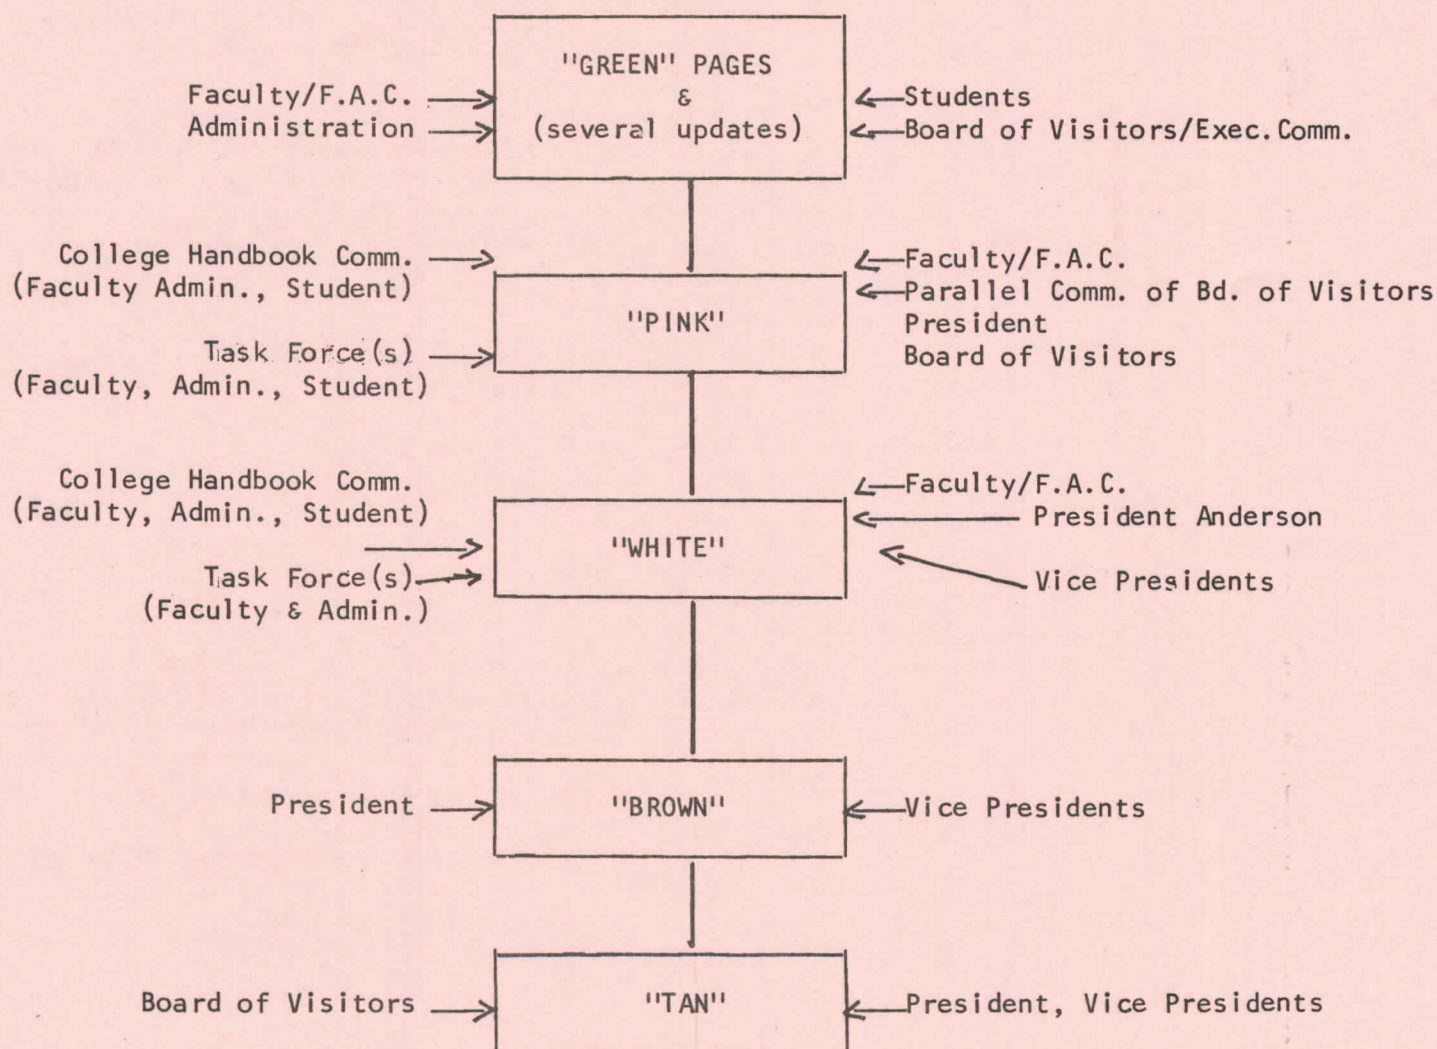 "GREEN" PAGES
&
(several updates)
Faculty/F.A.C.
Administration
Students
Board of Visitors/Exec.Comm.
College Handbook Comm.
(Faculty Admin., Student)
Task Force(s)
(Faculty, Admin., Student)
"PINK"
Faculty/F.A.C.
Parallel Comm. of Bd. of Visitors
President
Board of Visitors
College Handbook Comm.
(Faculty, Admin., Student)
Task Force(s)
(Faculty & Admin.)
"WHITE"
Faculty/F.A.C.
President Anderson
Vice Presidents
President
"BROWN"
Vice Presidents
Board of Visitors
"TAN"
President, Vice Presidents